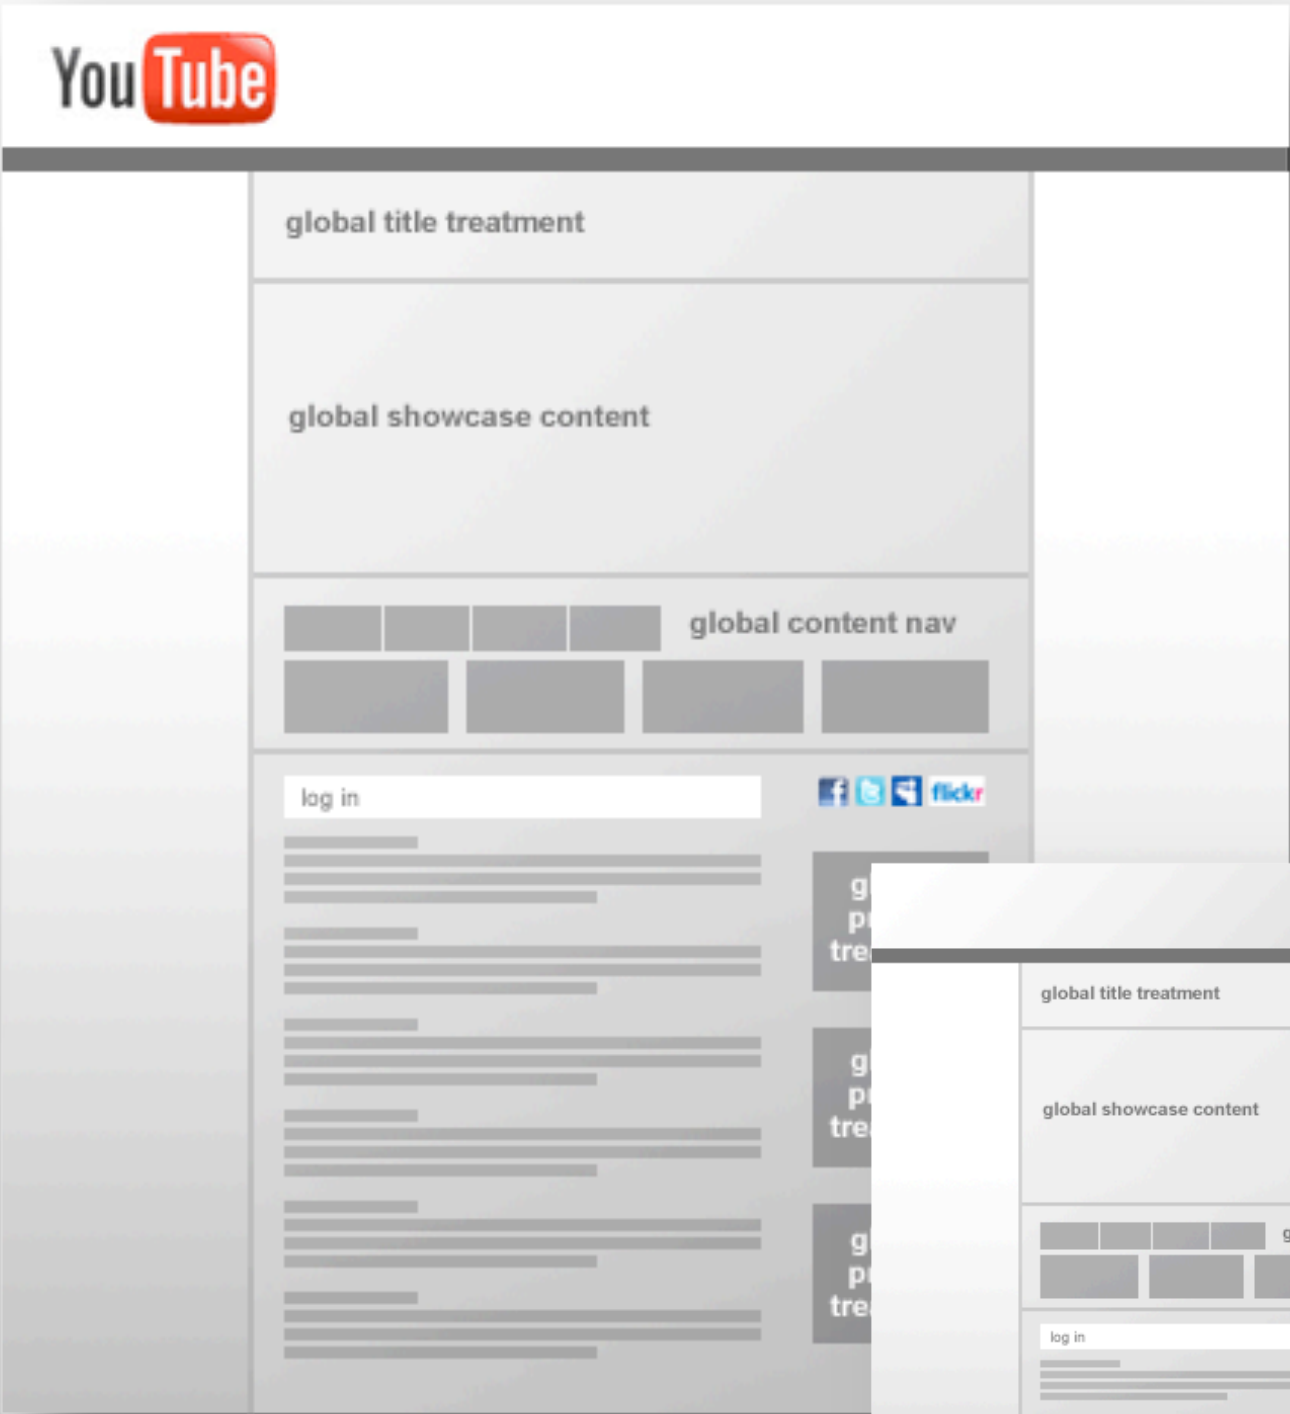 YouTube
global title treatment
global showcase content
global content nav
log in
flickr
global title treatment
global showcase content
log in